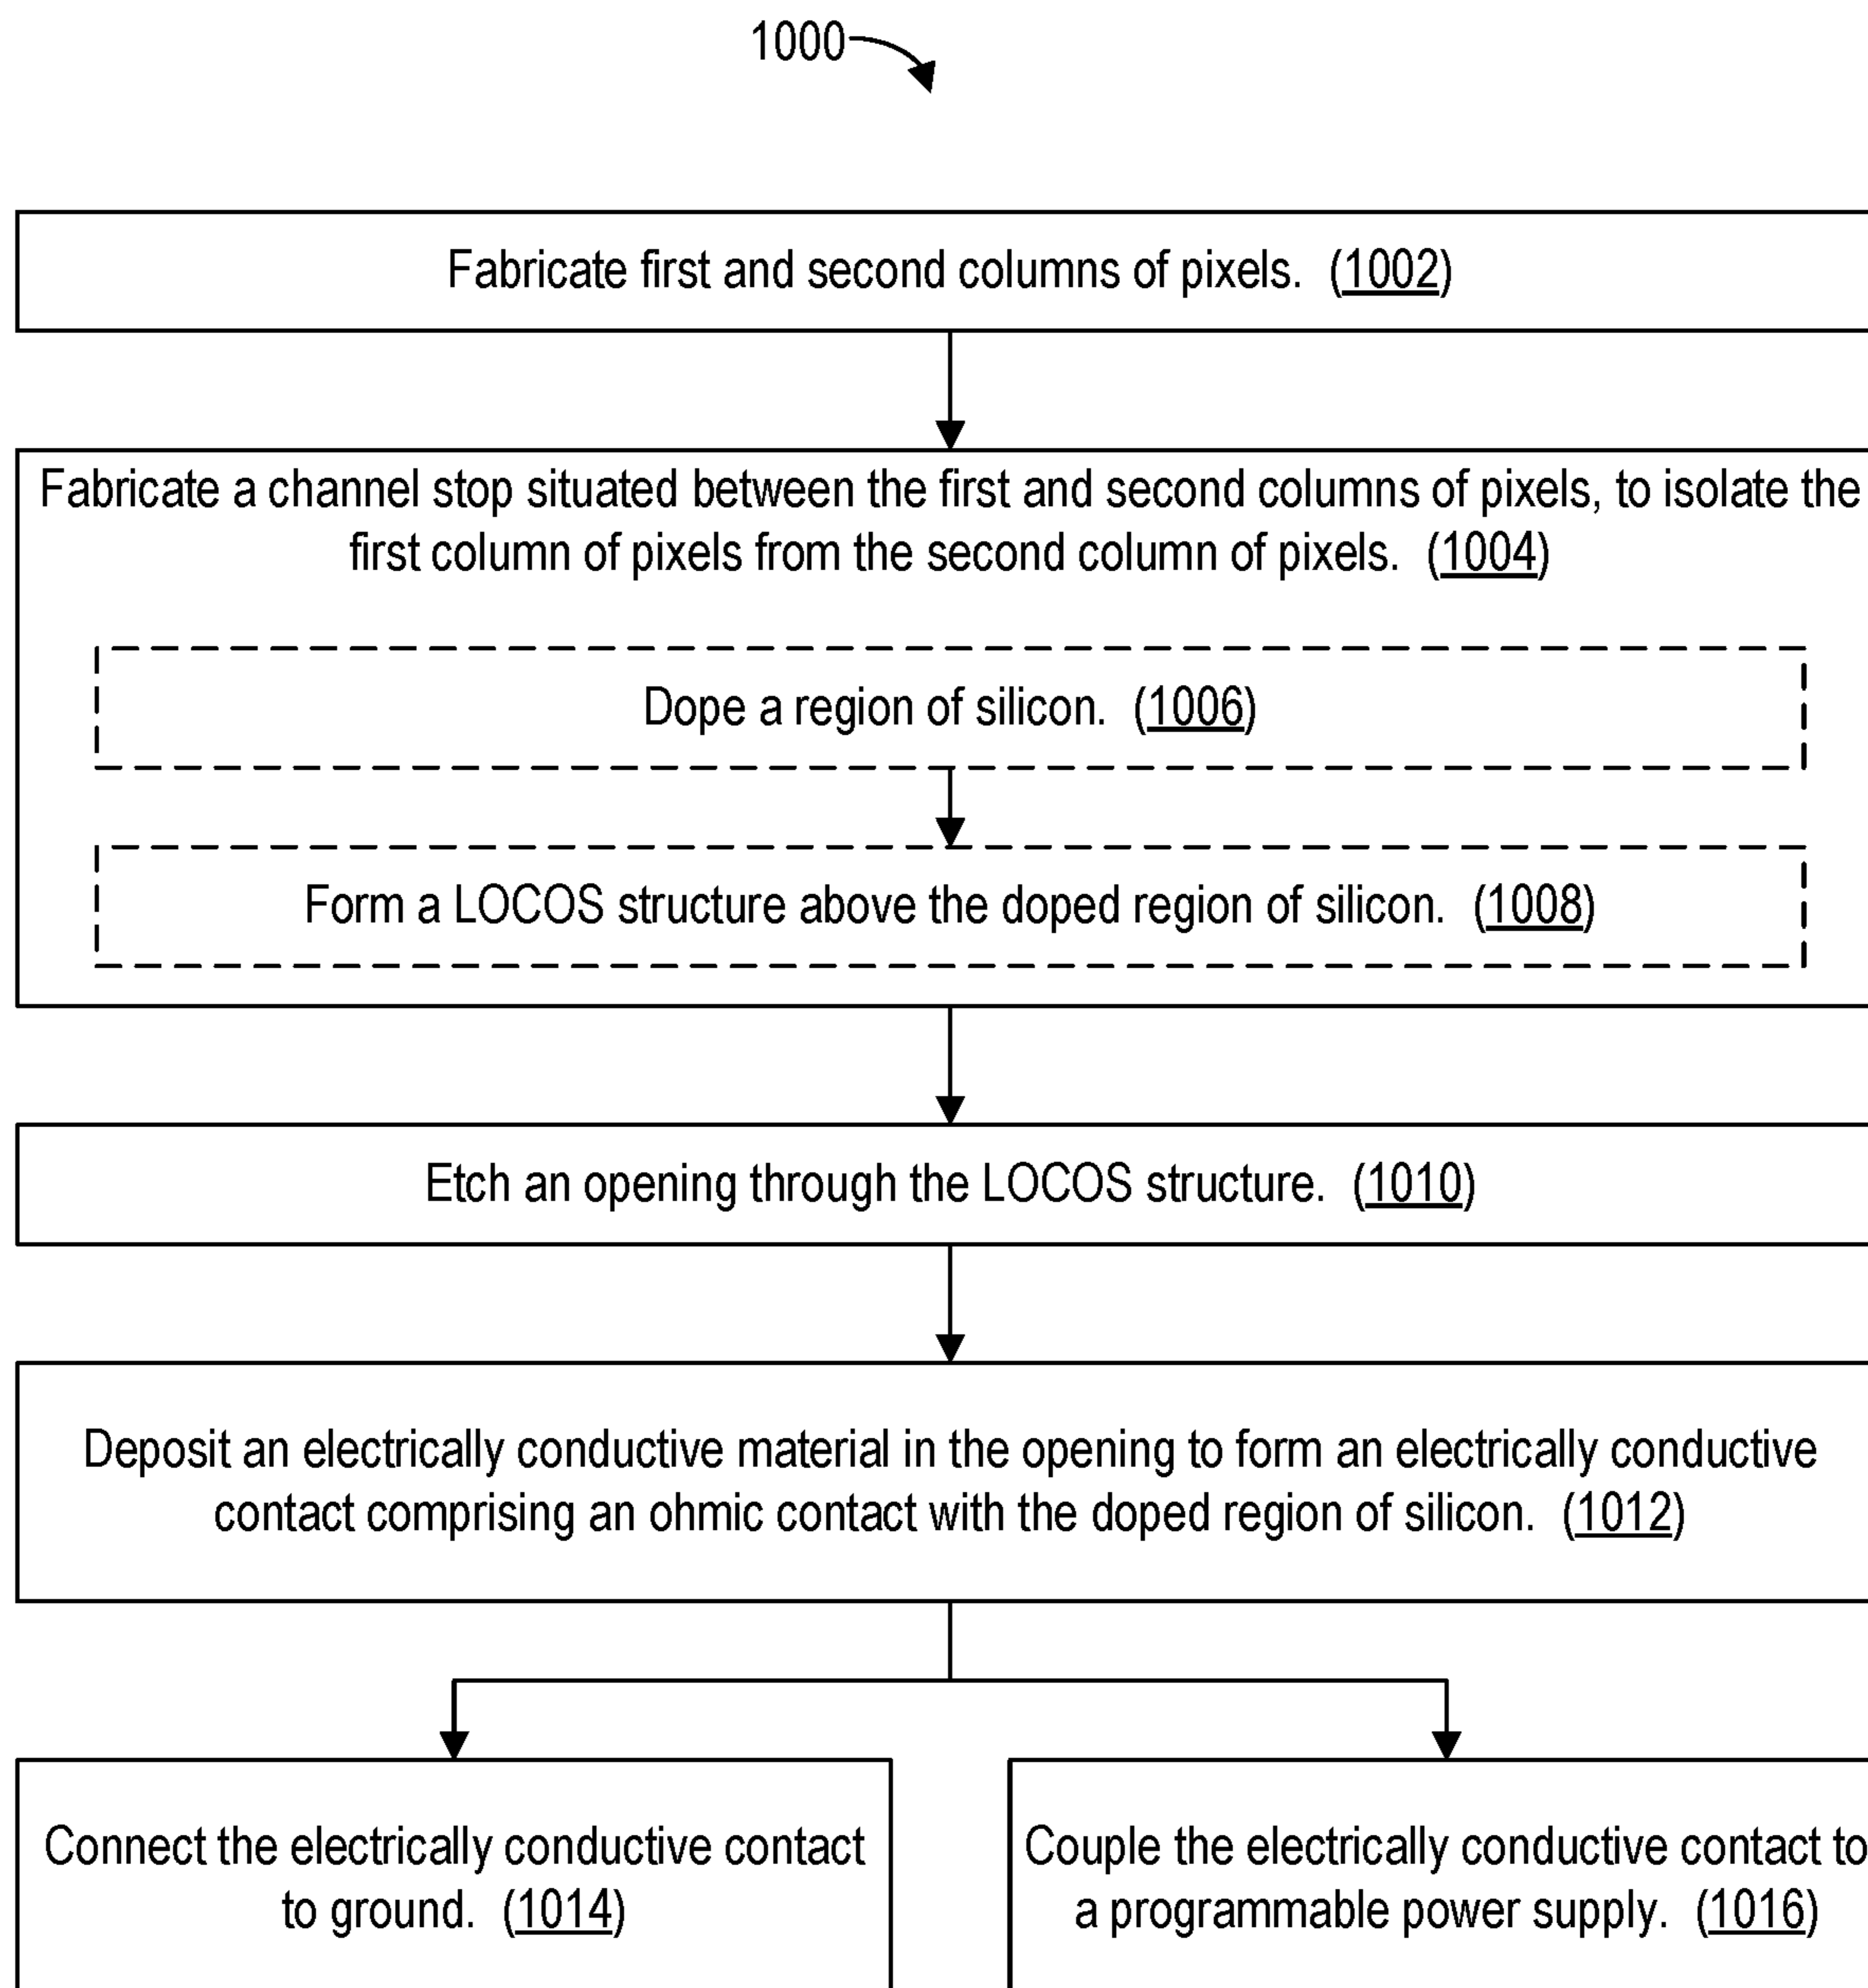 1000
Fabricate first and second columns of pixels. (1002)
Fabricate a channel stop situated between the first and second columns of pixels, to isolate the
first column of pixels from the second column of pixels. (1004)
Dope a region of silicon. (1006)
Form a LOCOS structure above the doped region of silicon. (1008)
Etch an opening through the LOCOS structure. (1010)
Deposit an electrically conductive material in the opening to form an electrically conductive
contact comprising an ohmic contact with the doped region of silicon. (1012)
Connect the electrically conductive contact
to ground. (1014)
Couple the electrically conductive contact to
a programmable power supply. (1016)